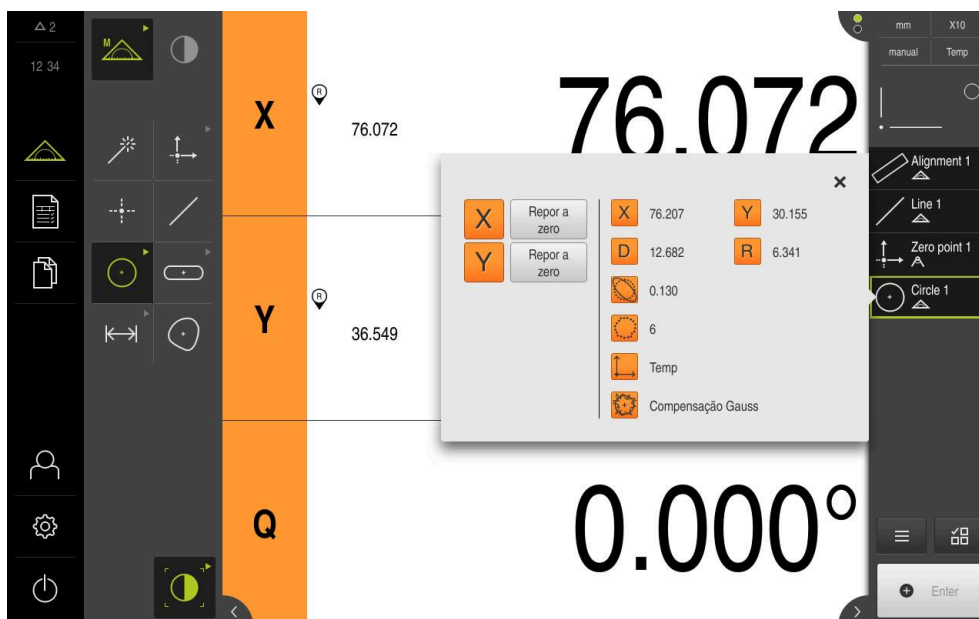 2
12 34
M
X
R
76.072
76.072
Y
R
36.549
Q
0.000°
X
Repor a
zero
Y
Repor a
zero
X 76.207 Y 30.155
D 12.682 R 6.341
0.130
6
Temp
Compensação Gauss
mm X10
manual Temp
Alignment 1
Line 1
Zero point 1
Circle 1
Enter